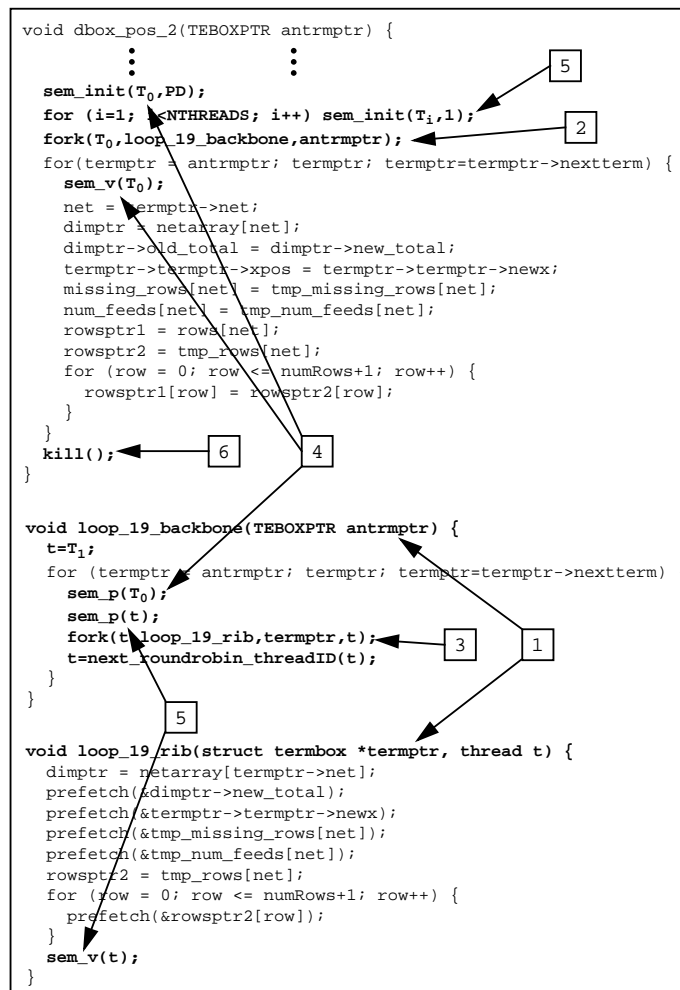 void dbox_pos_2(TEBOXPTR antrmptr) {
sem_init(T0,PD);
5
for (i=1; i<NTHREADS; i++) sem_init(Ti,1);
fork(T0,loop_19_backbone,antrmptr);
2
for(termptr = antrmptr; termptr; termptr=termptr->nextterm) {
sem_v(T0);
net = termptr->net;
dimptr = netarray[net];
dimptr->old_total = dimptr->new_total;
termptr->termptr->xpos = termptr->termptr->newx;
missing_rows[net] = tmp_missing_rows[net];
num_feeds[net] = tmp_num_feeds[net];
rowsptr1 = rows[net];
rowsptr2 = tmp_rows[net];
for (row = 0; row <= numRows+1; row++) {
rowsptr1[row] = rowsptr2[row];
}
}
kill();
6
4
}
void loop_19_backbone(TEBOXPTR antrmptr) {
t=T1;
for (termptr = antrmptr; termptr; termptr=termptr->nextterm)
sem_p(T0);
sem_p(t);
fork(t,loop_19_rib,termptr,t);
3
1
t=next_roundrobin_threadID(t);
}
}
5
void loop_19_rib(struct termbox *termptr, thread t) {
dimptr = netarray[termptr->net];
prefetch(&dimptr->new_total);
prefetch(&termptr->termptr->newx);
prefetch(&tmp_missing_rows[net]);
prefetch(&tmp_num_feeds[net]);
rowsptr2 = tmp_rows[net];
for (row = 0; row <= numRows+1; row++) {
prefetch(&rowsptr2[row]);
}
sem_v(t);
}